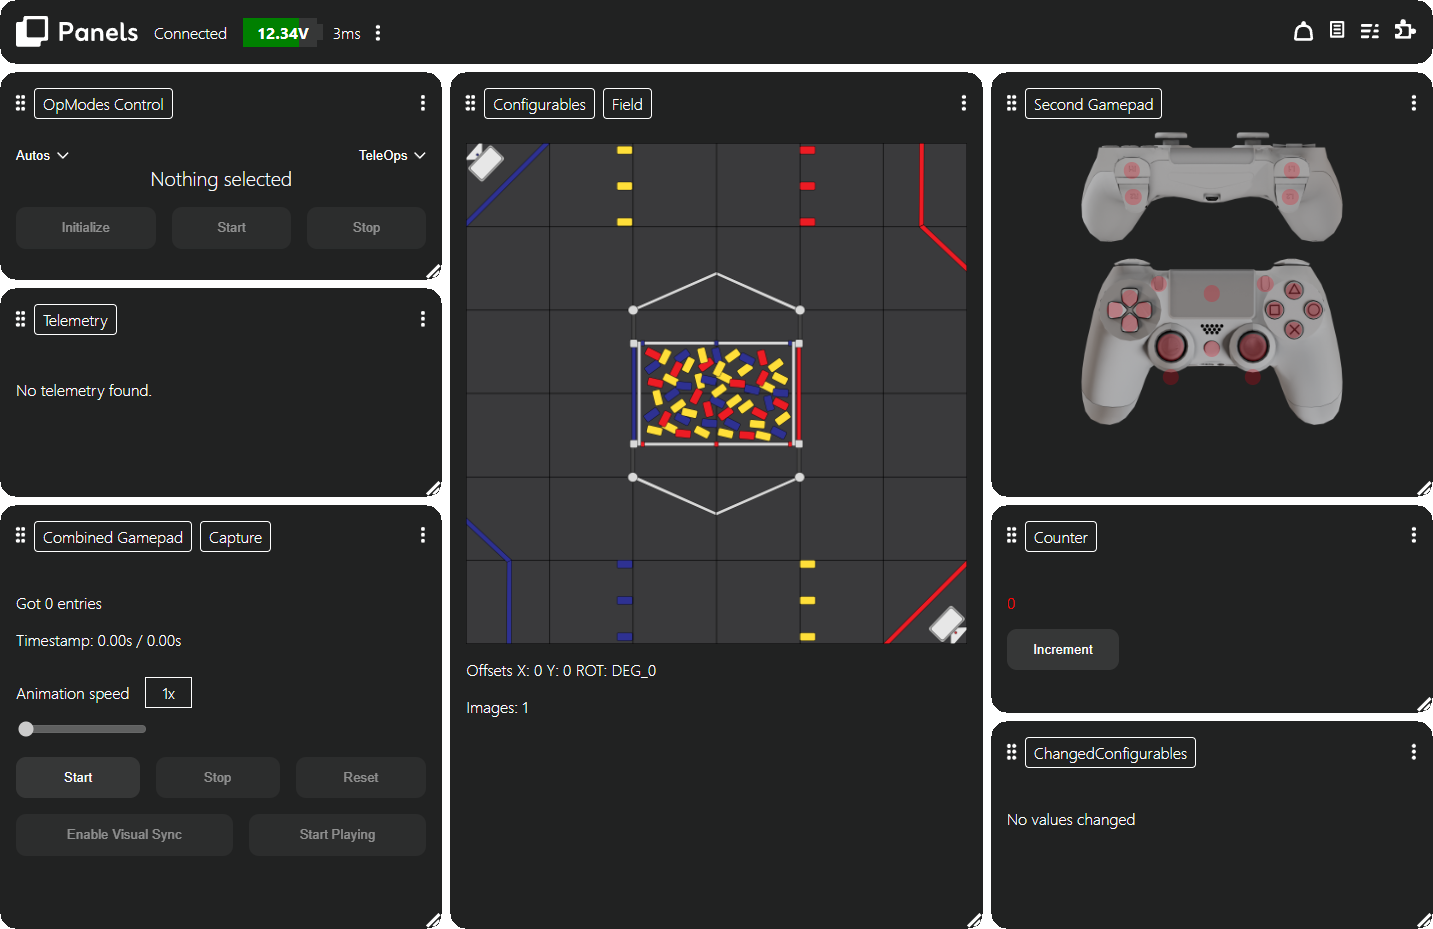 Panels Connected 12.34V 3ms
OpModes Control
Autos TeleOps
Nothing selected
Initialize Start Stop
Telemetry
No telemetry found.
Combined Gamepad Capture
Got 0 entries
Timestamp: 0.00s / 0.00s
Animation speed 1x
Start Stop Reset
Enable Visual Sync Start Playing
Configurables Field
Offsets X: 0 Y: 0 ROT: DEG_0
Images: 1
Second Gamepad
Counter
0
Increment
ChangedConfigurables
No values changed